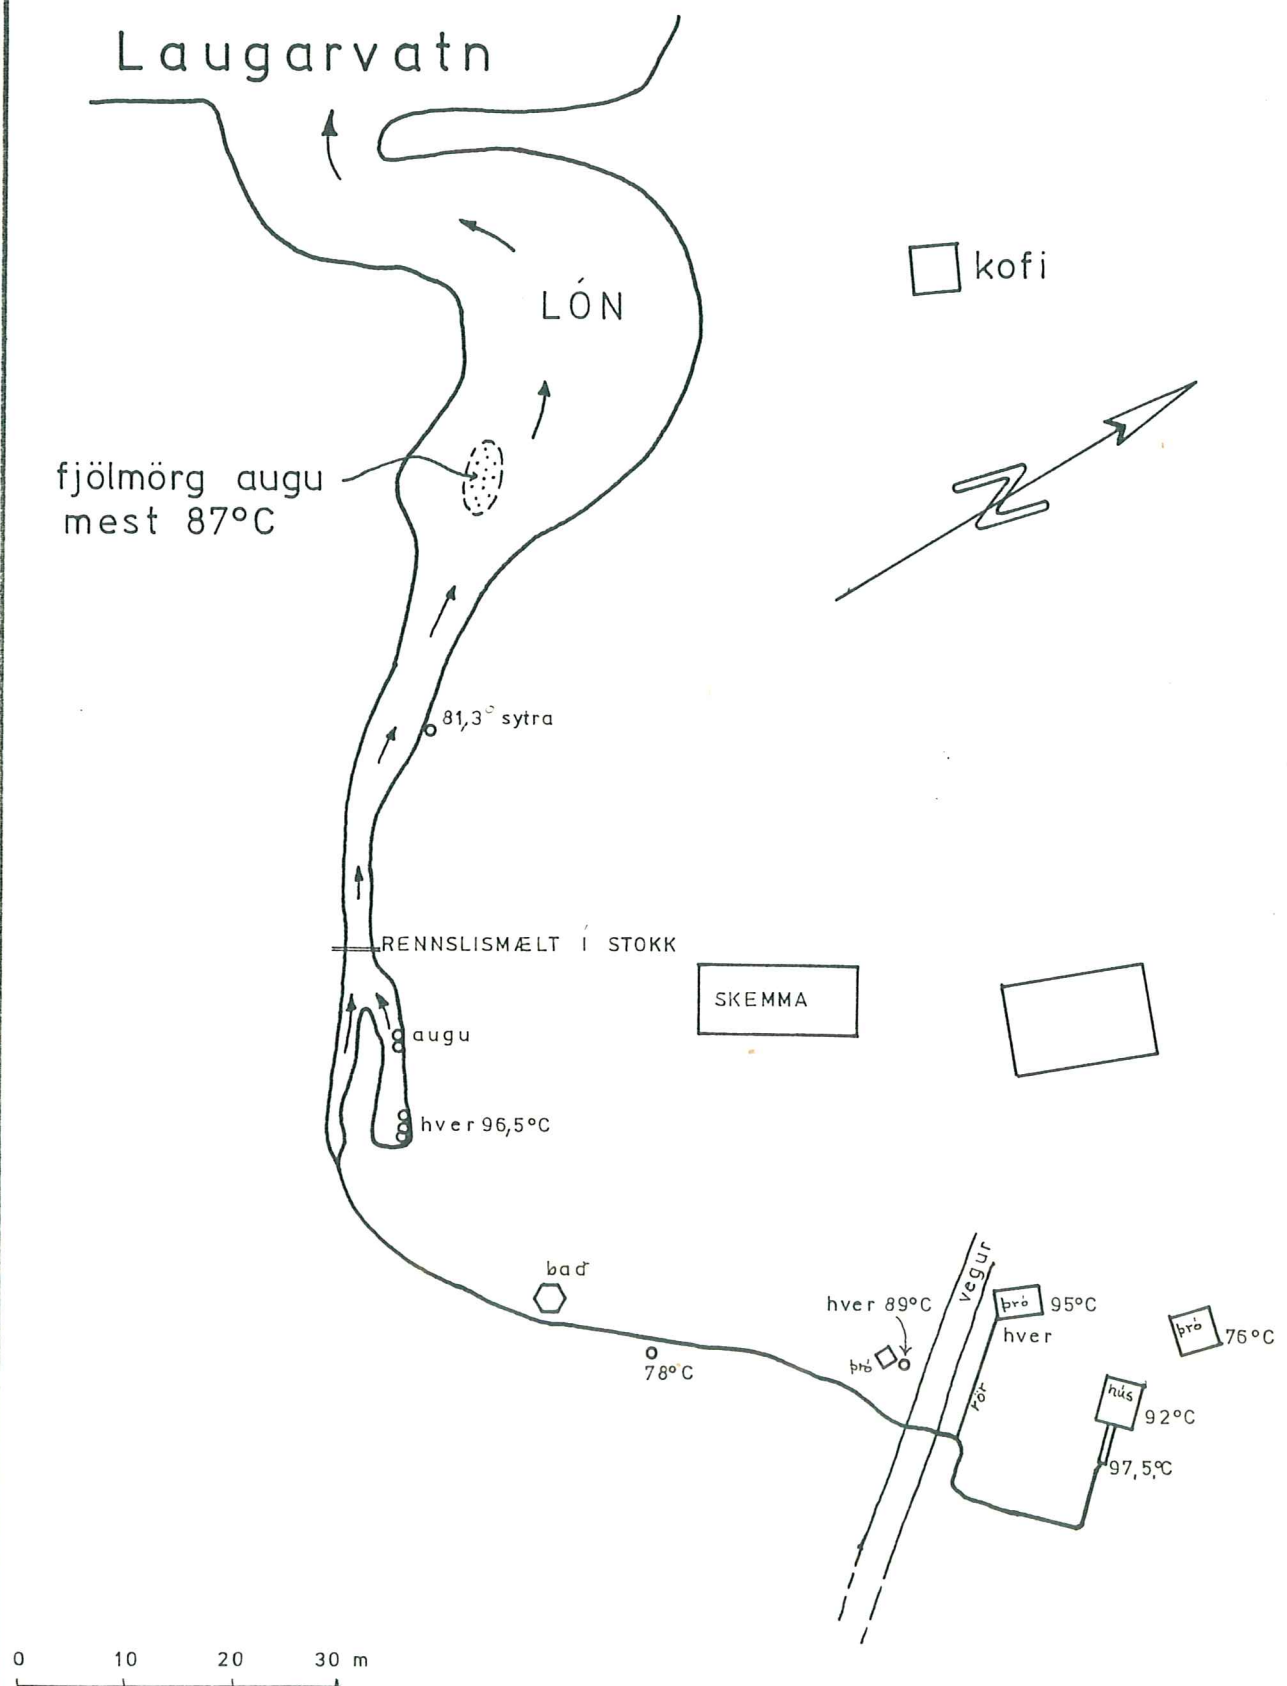 Laugarvatn
kofi
LÓN
fjölmörg augu
mest 87°C
81,3° sytra
RENNSLISMÆLT Í STOKK
SKEMMA
augu
hver 96,5°C
bað
vegur
hver 89°C
þró
þró
95°C
hver
þró
76°C
rör
hús
92°C
78°C
97,5°C
0 10 20 30 m